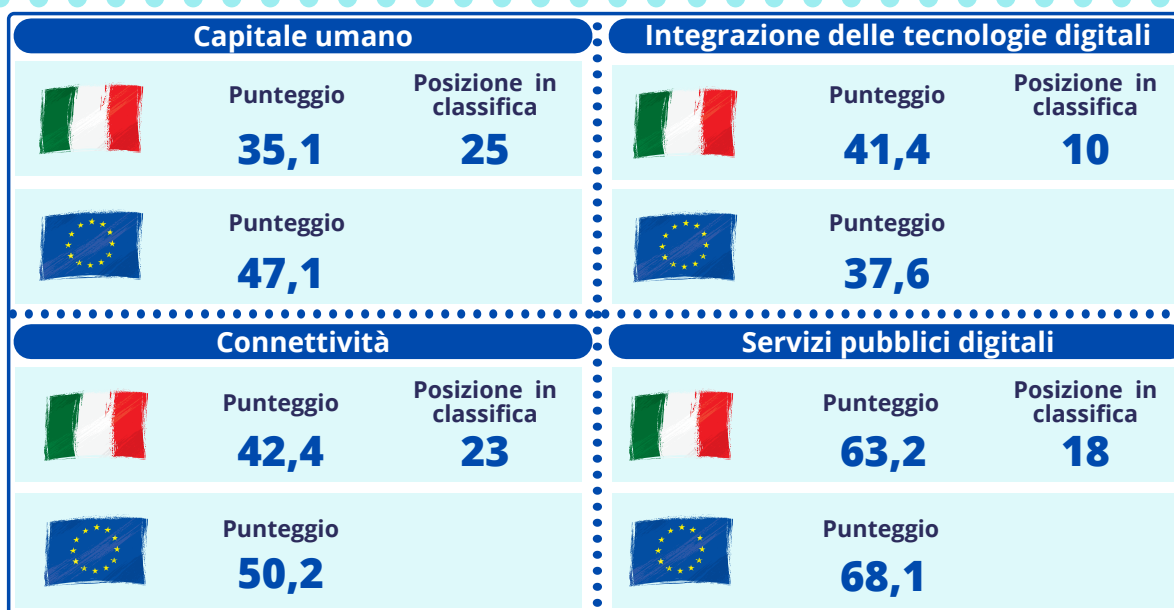 Capitale umano
Punteggio
Posizione in
classifica
35,1
25
Punteggio
47,1
Integrazione delle tecnologie digitali
Punteggio
Posizione in
classifica
41,4
10
Punteggio
37,6
Connettività
Punteggio
Posizione in
classifica
42,4
23
Punteggio
50,2
Servizi pubblici digitali
Punteggio
Posizione in
classifica
63,2
18
Punteggio
68,1